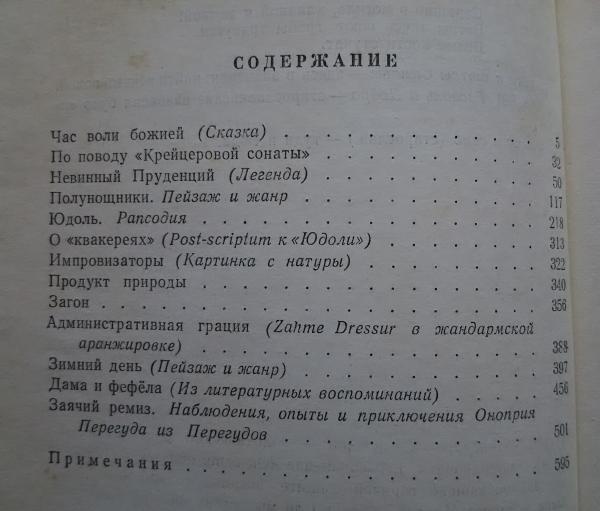 СОДЕРЖАНИЕ
Час воли божией (Сказка) . . . . . . . . . . . . 5
По поводу «Крейцеровой сонаты» . . . . . . . . . . 32
Невинный Пруденций (Легенда) . . . . . . . . . . 50
Полунощники. Пейзаж и жанр . . . . . . . . . . 117
Юдоль. Рапсодия . . . . . . . . . . . . . . 218
О «квакереях» (Post-scriptum к «Юдоли») . . . . . . . 313
Импровизаторы (Картинка с натуры) . . . . . . . . 322
Продукт природы . . . . . . . . . . . . . . 340
Загон . . . . . . . . . . . . . . . . . 356
Административная грация (Zahme Dressur в жандармской
аранжировке) . . . . . . . . . . . . . . 388
Зимний день (Пейзаж и жанр) . . . . . . . . . . 397
Дама и фефёла (Из литературных воспоминаний) . . . . 456
Заячий ремиз. Наблюдения, опыты и приключения Оноприя
Перегуда из Перегудов . . . . . . . . . . . 501
Примечания . . . . . . . . . . . . . . . 595